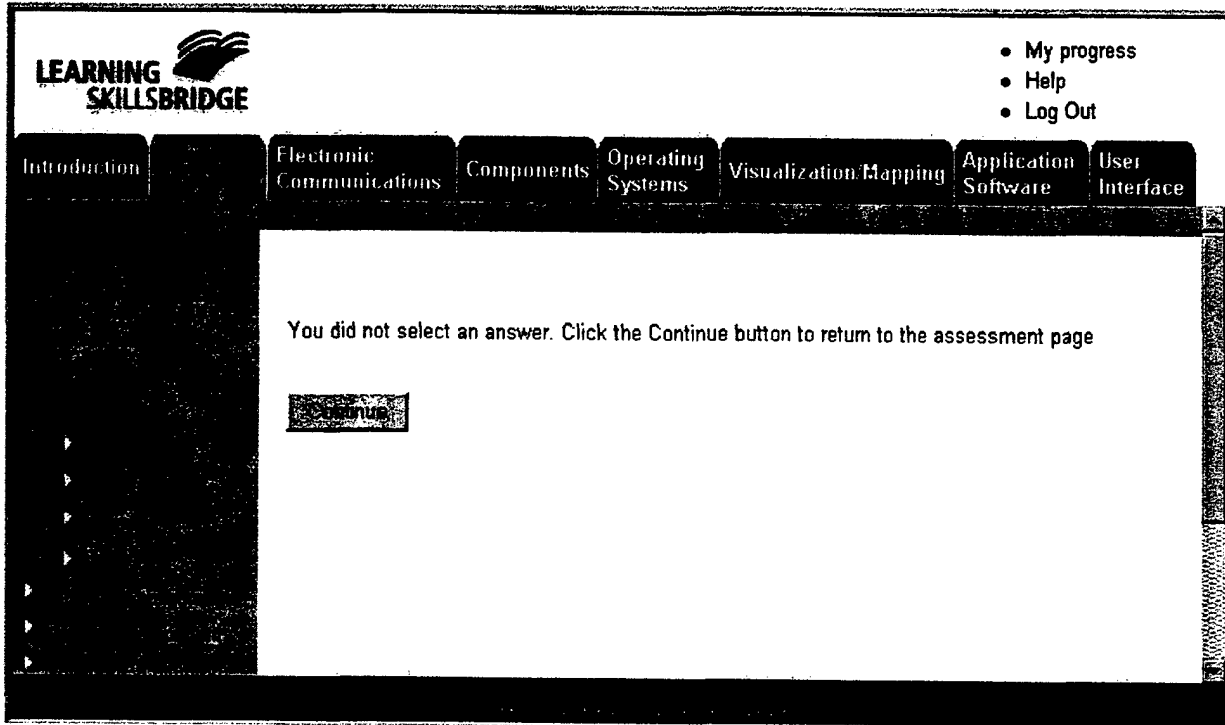 LEARNING
SKILLSBRIDGE
• My progress
• Help
• Log Out
Introduction
Electronic
Communications
Components
Operating
Systems
Visualization/Mapping
Application
Software
User
Interface
You did not select an answer. Click the Continue button to return to the assessment page
Continue